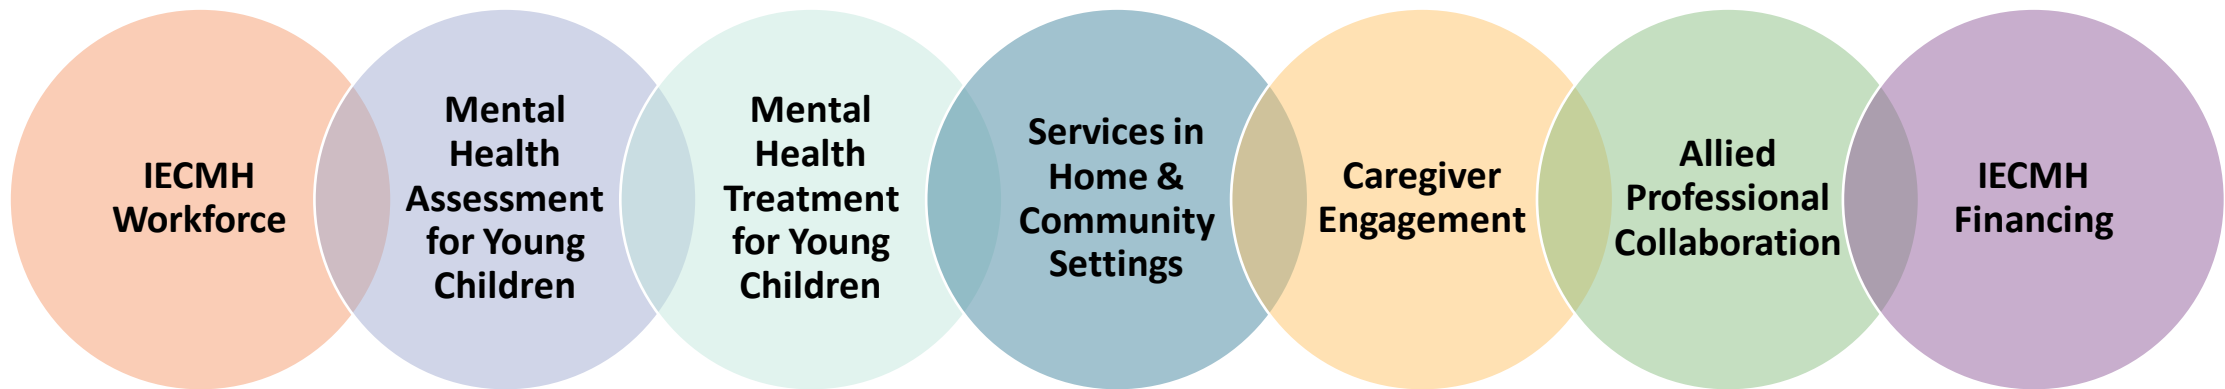 IECMH
Workforce
Mental
Health
Assessment
for Young
Children
Mental
Health
Treatment
for Young
Children
Services in
Home &
Community
Settings
Caregiver
Engagement
Allied
Professional
Collaboration
IECMH
Financing